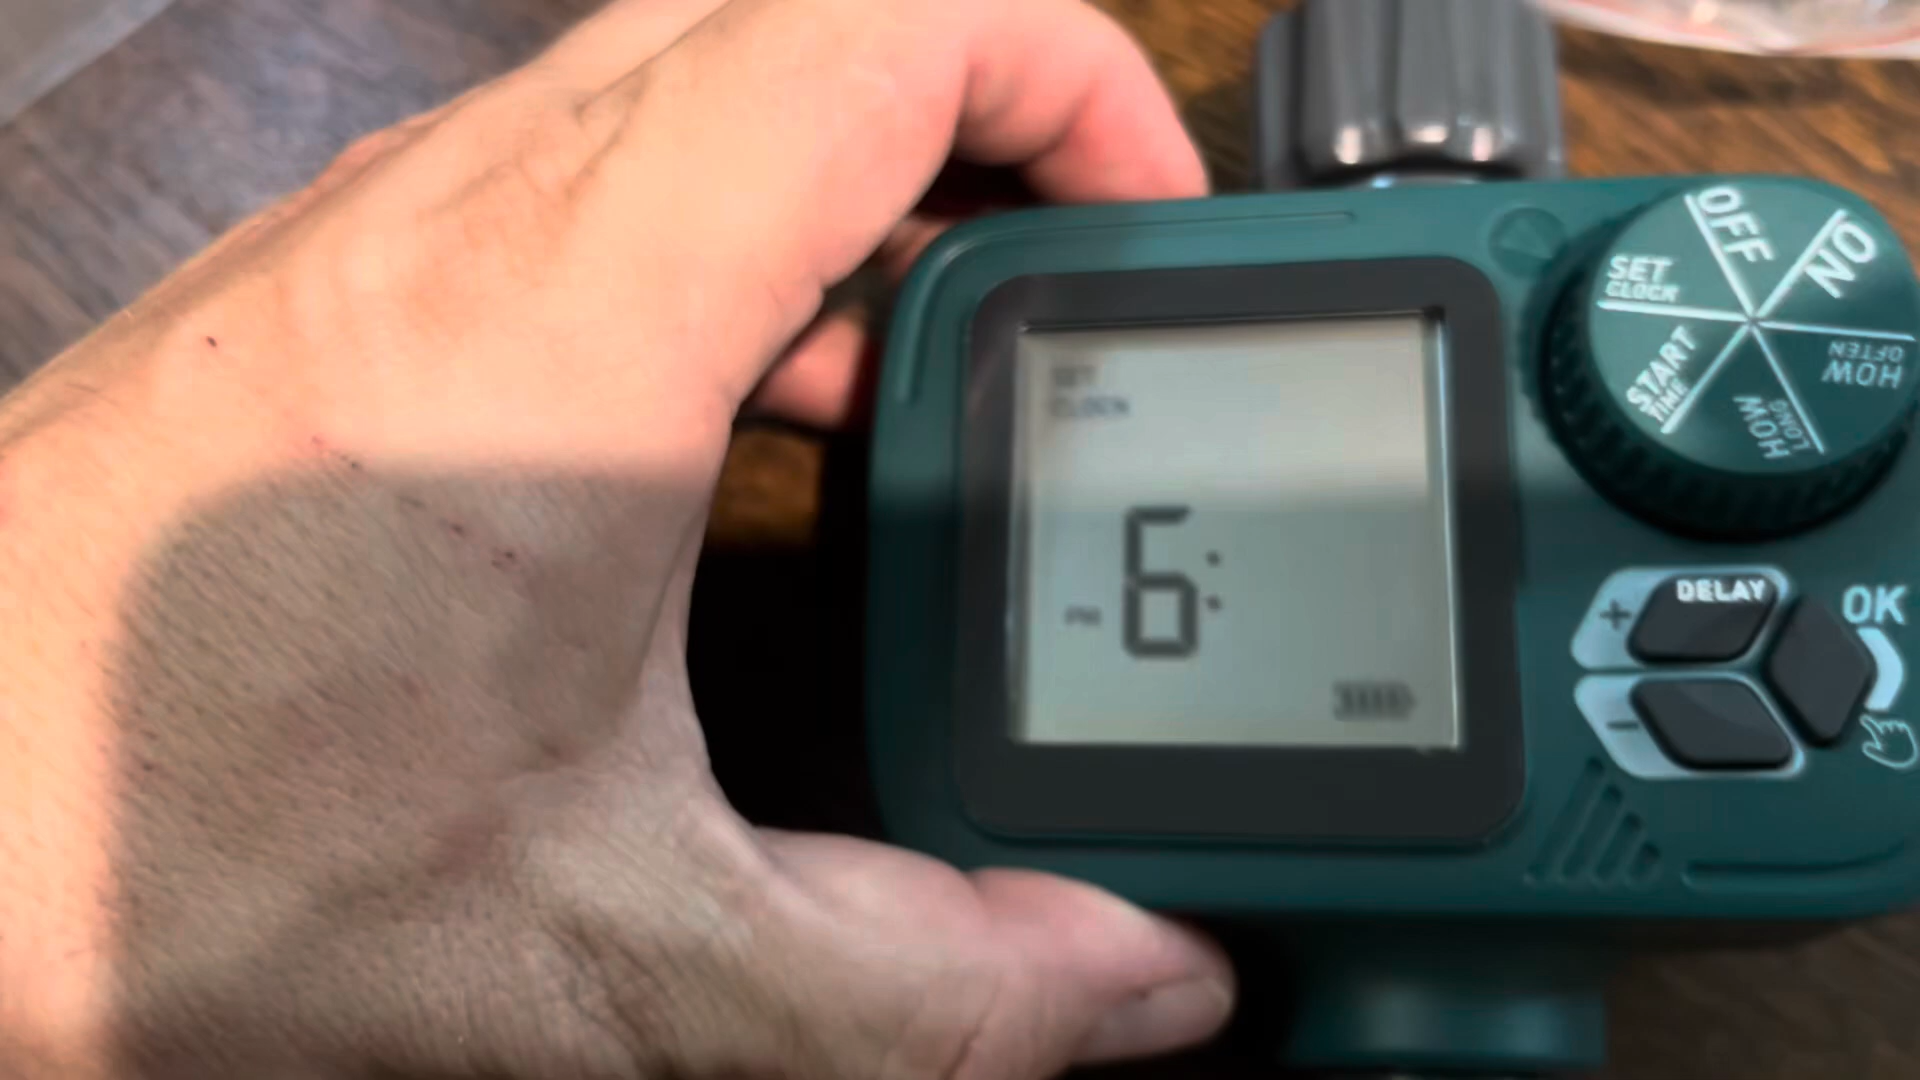 OFF
ON
SET
CLOCK
START
TIME
HOW
LONG
HOW
OFTEN
SET
CLOCK
PM
6:
+
DELAY
OK
-